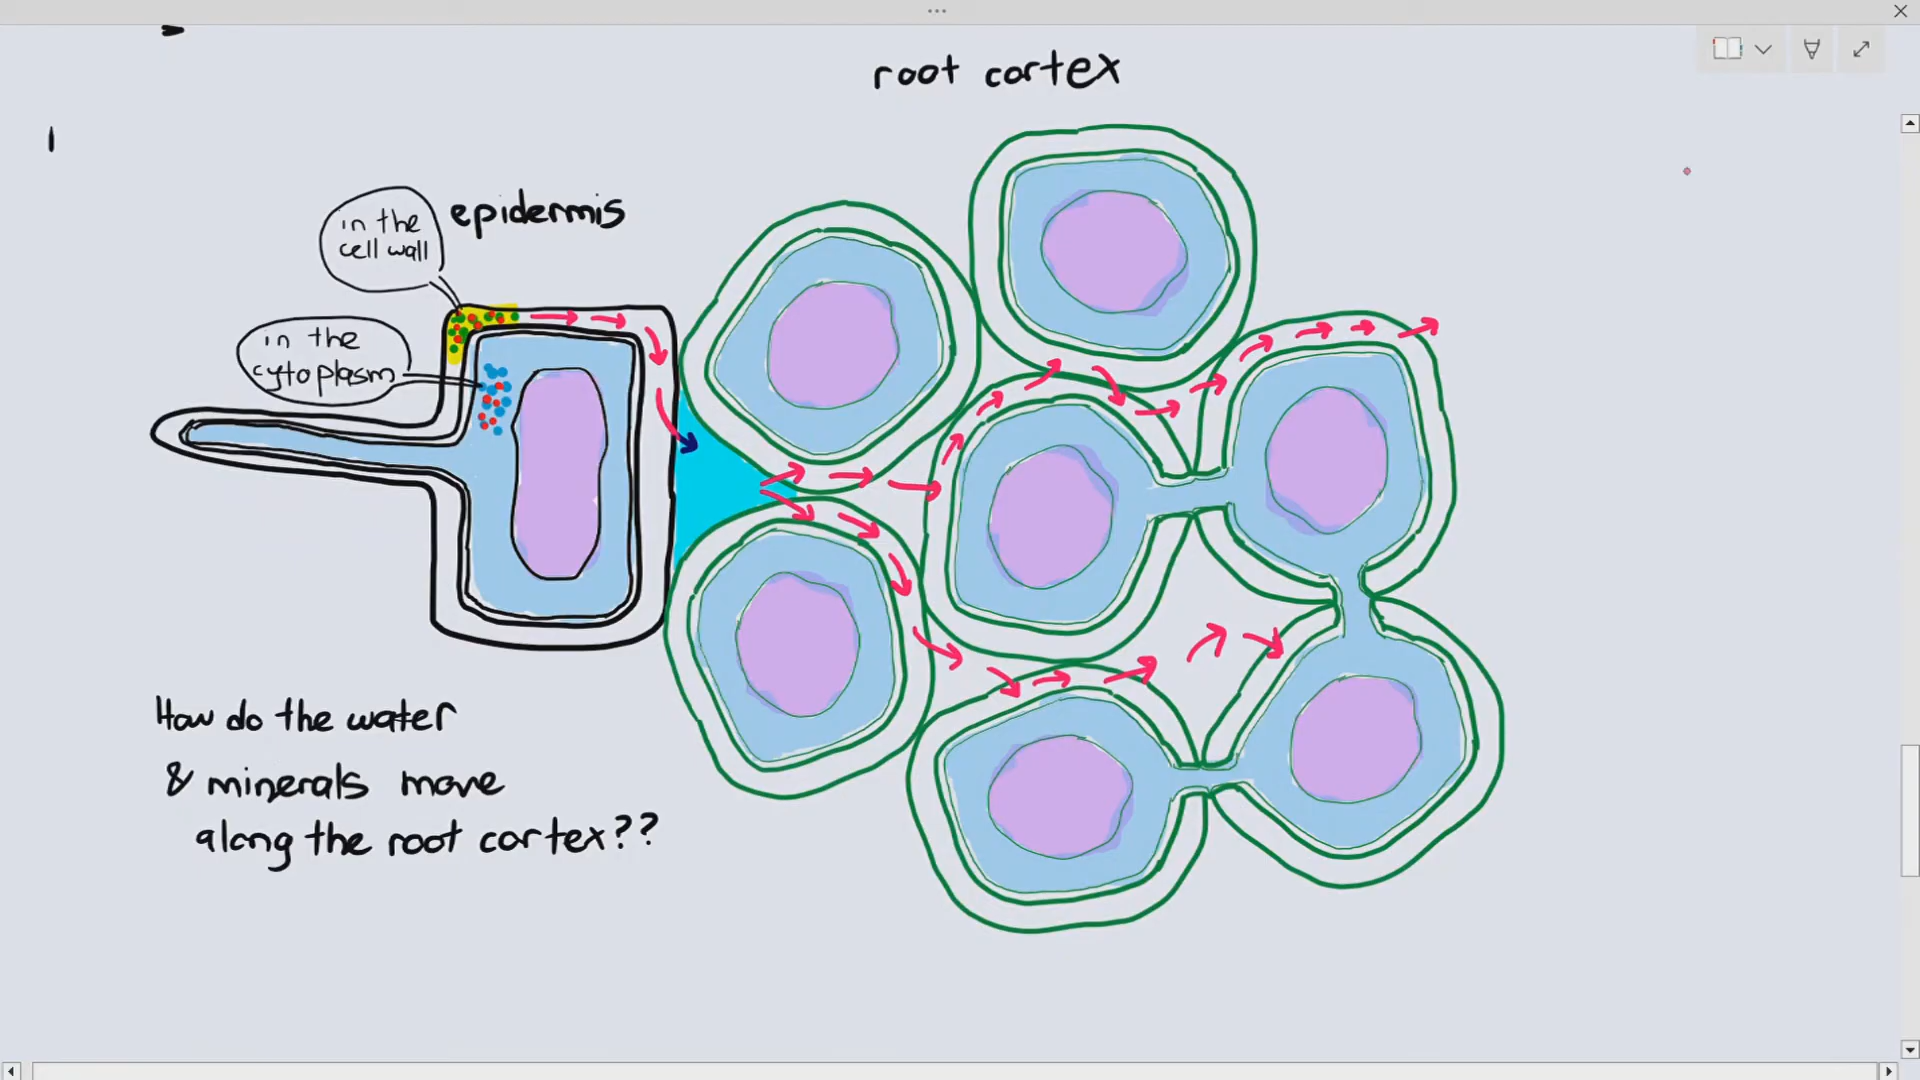 root cortex
in the
cell wall
epidermis
in the
cytoplasm
How do the water
& minerals move
along the root cortex??